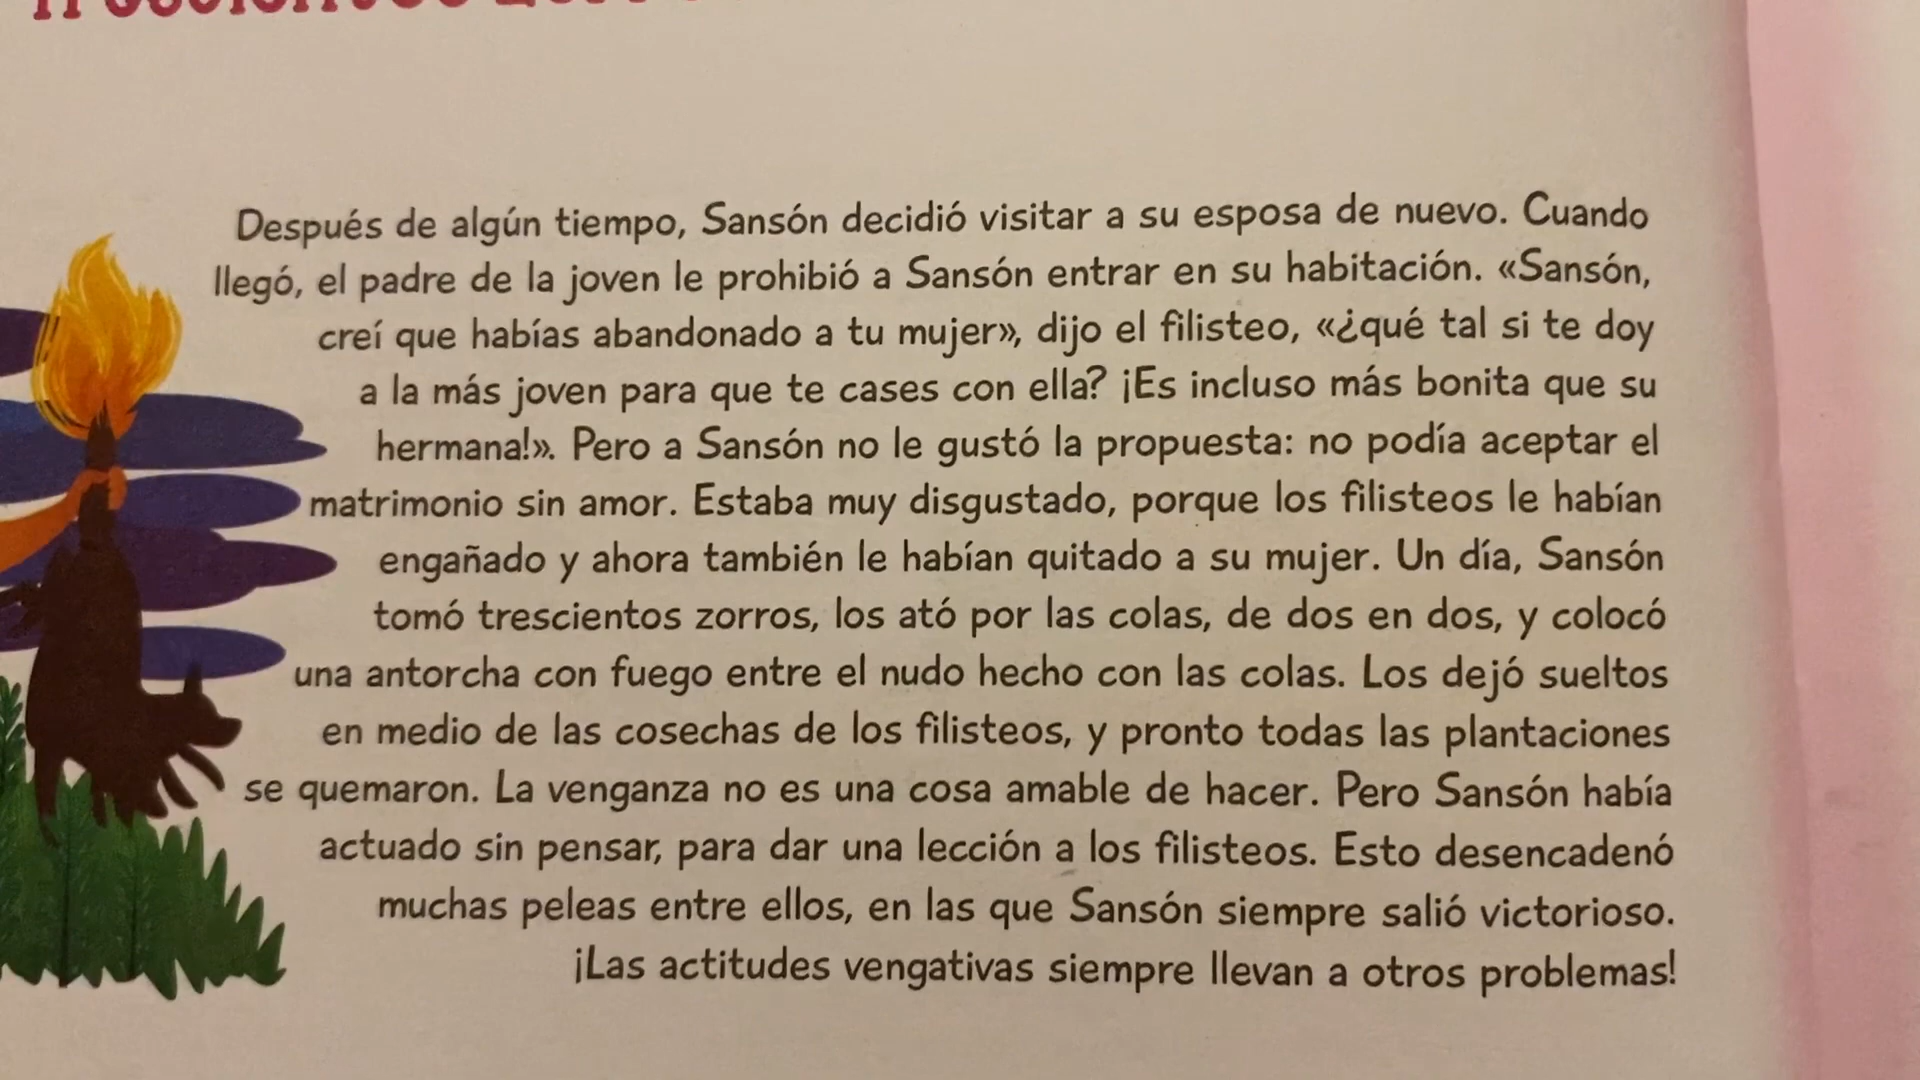 Después de algún tiempo, Sansón decidió visitar a su esposa de nuevo. Cuando
llegó, el padre de la joven le prohibió a Sansón entrar en su habitación. «Sansón,
creí que habías abandonado a tu mujer», dijo el filisteo, «¿qué tal si te doy
a la más joven para que te cases con ella? ¡Es incluso más bonita que su
hermana!». Pero a Sansón no le gustó la propuesta: no podía aceptar el
matrimonio sin amor. Estaba muy disgustado, porque los filisteos le habían
engañado y ahora también le habían quitado a su mujer. Un día, Sansón
tomó trescientos zorros, los ató por las colas, de dos en dos, y colocó
una antorcha con fuego entre el nudo hecho con las colas. Los dejó sueltos
en medio de las cosechas de los filisteos, y pronto todas las plantaciones
se quemaron. La venganza no es una cosa amable de hacer. Pero Sansón había
actuado sin pensar, para dar una lección a los filisteos. Esto desencadenó
muchas peleas entre ellos, en las que Sansón siempre salió victorioso.
¡Las actitudes vengativas siempre llevan a otros problemas!